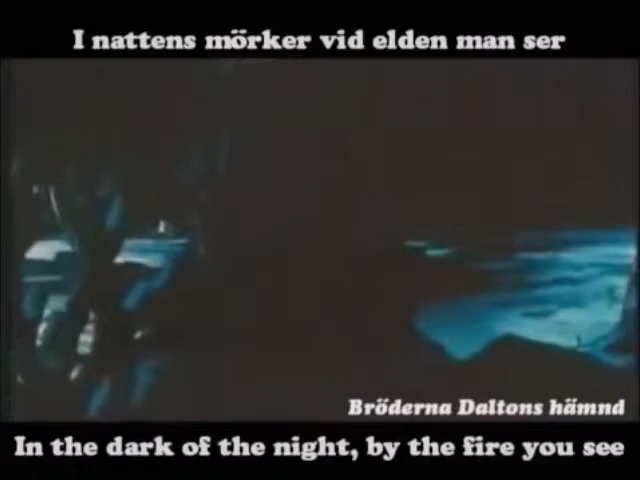 I nattens mörker vid elden man ser
Bröderna Daltons hämnd
In the dark of the night, by the fire you see